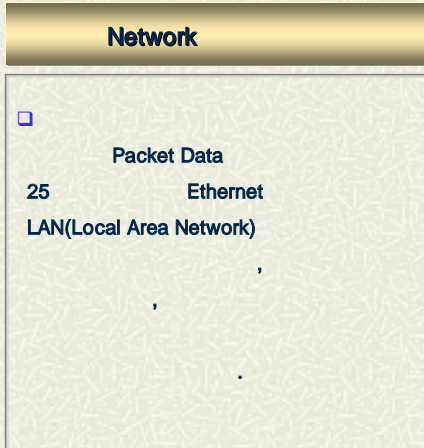 Network
❑
Packet Data
25 Ethernet
LAN(Local Area Network)
,
,
.